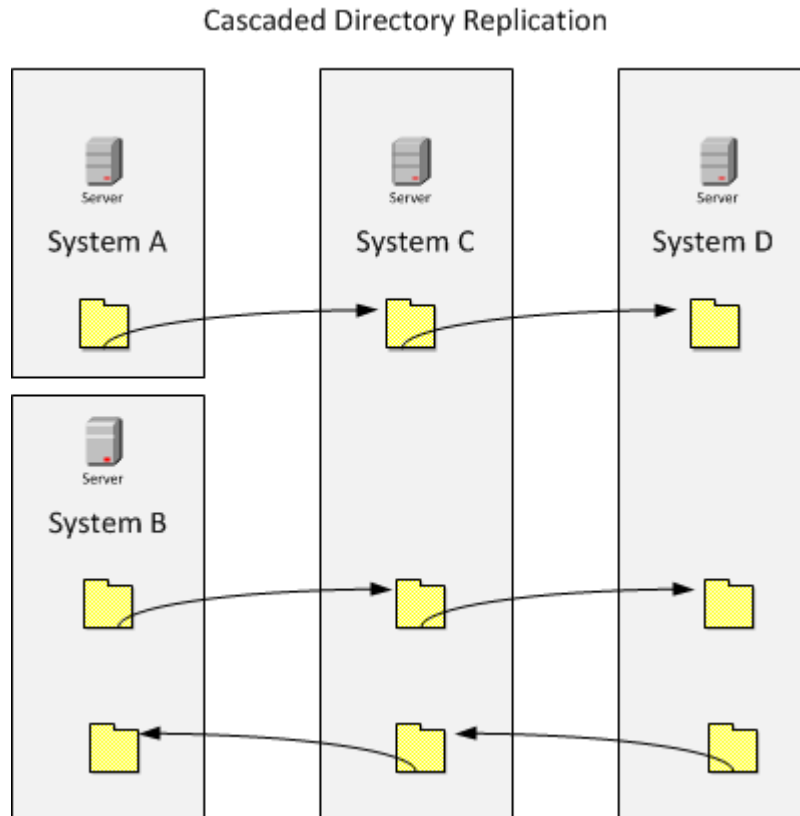 Cascaded Directory Replication
Server
System A
Server
System C
Server
System D
Server
System B